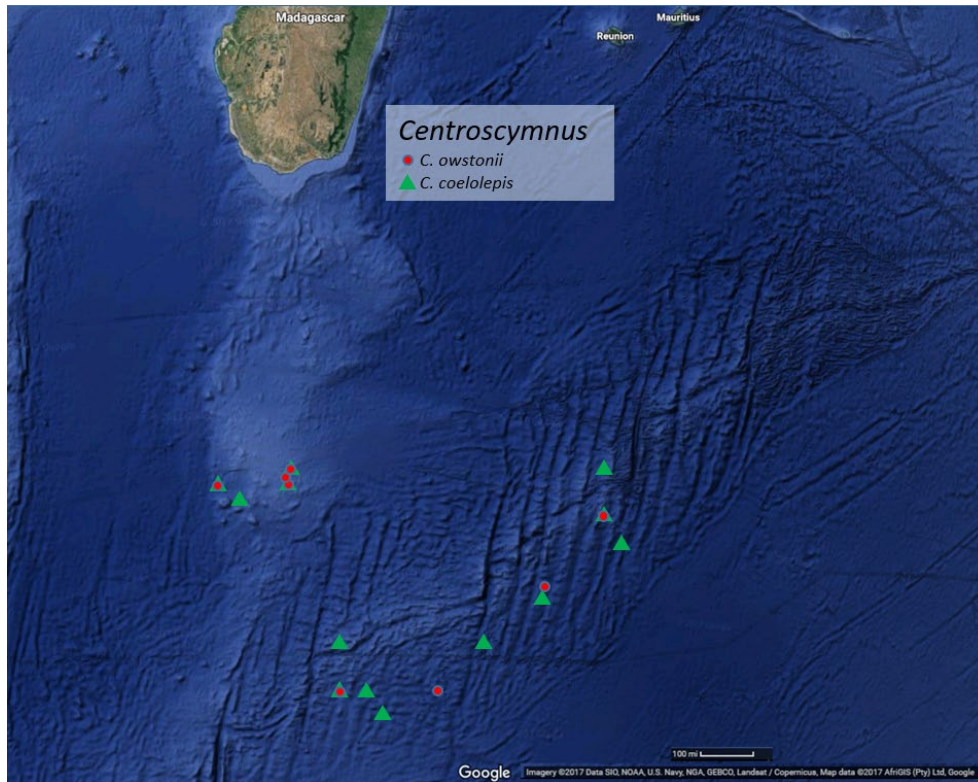 Madagascar
Mauritius
Reunion
Centroscymnus
C. owstonii
C. coelolepis
100 mi
Google
Imagery ©2017 Data SIO, NOAA, U.S. Navy, NGA, GEBCO, Landsat / Copernicus, Map data ©2017 AfriGIS (Pty) Ltd, Google